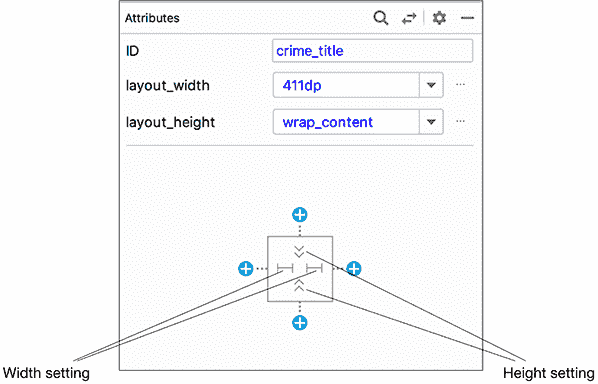 Attributes
ID crime_title
layout_width 411dp ...
layout_height wrap_content ...
Width setting Height setting